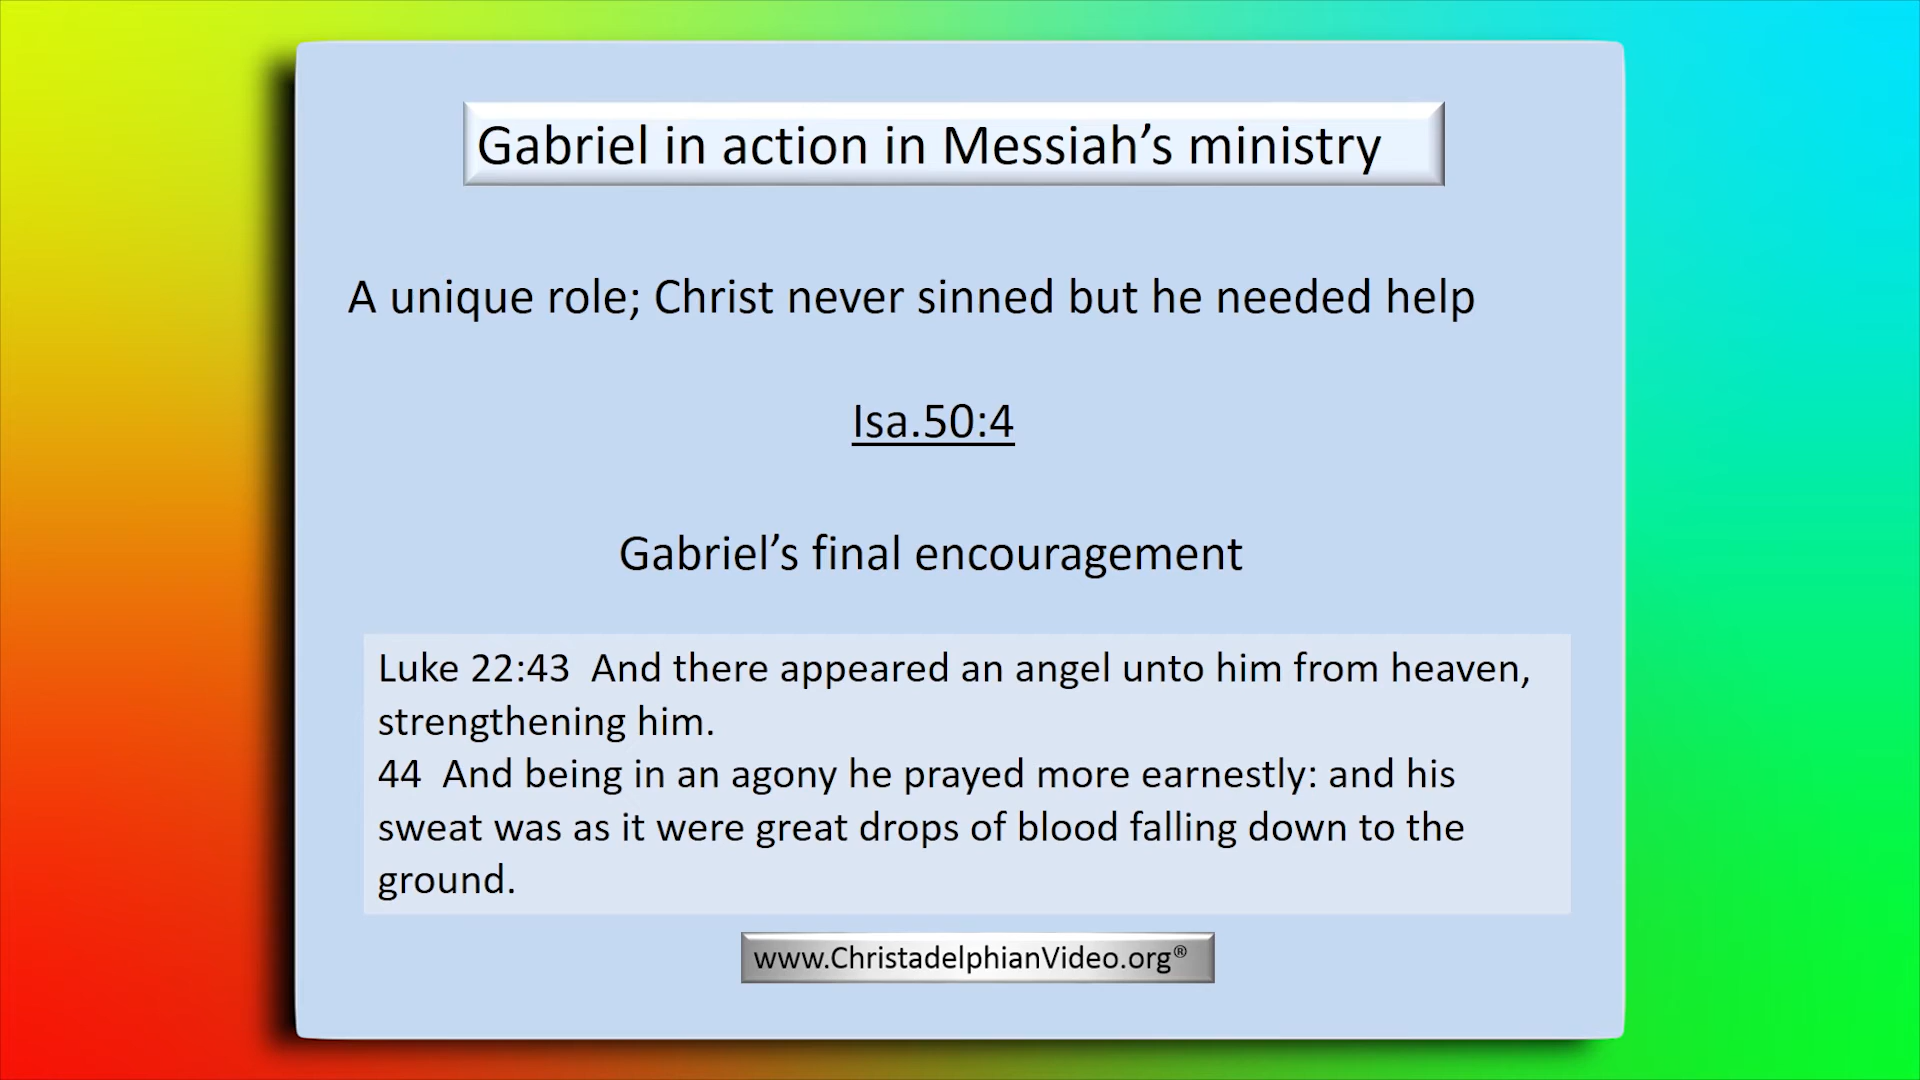 Gabriel in action in Messiah’s ministry
A unique role; Christ never sinned but he needed help
Isa.50:4
Gabriel’s final encouragement
Luke 22:43  And there appeared an angel unto him from heaven,
strengthening him.
44  And being in an agony he prayed more earnestly: and his
sweat was as it were great drops of blood falling down to the
ground.
www.ChristadelphianVideo.org®